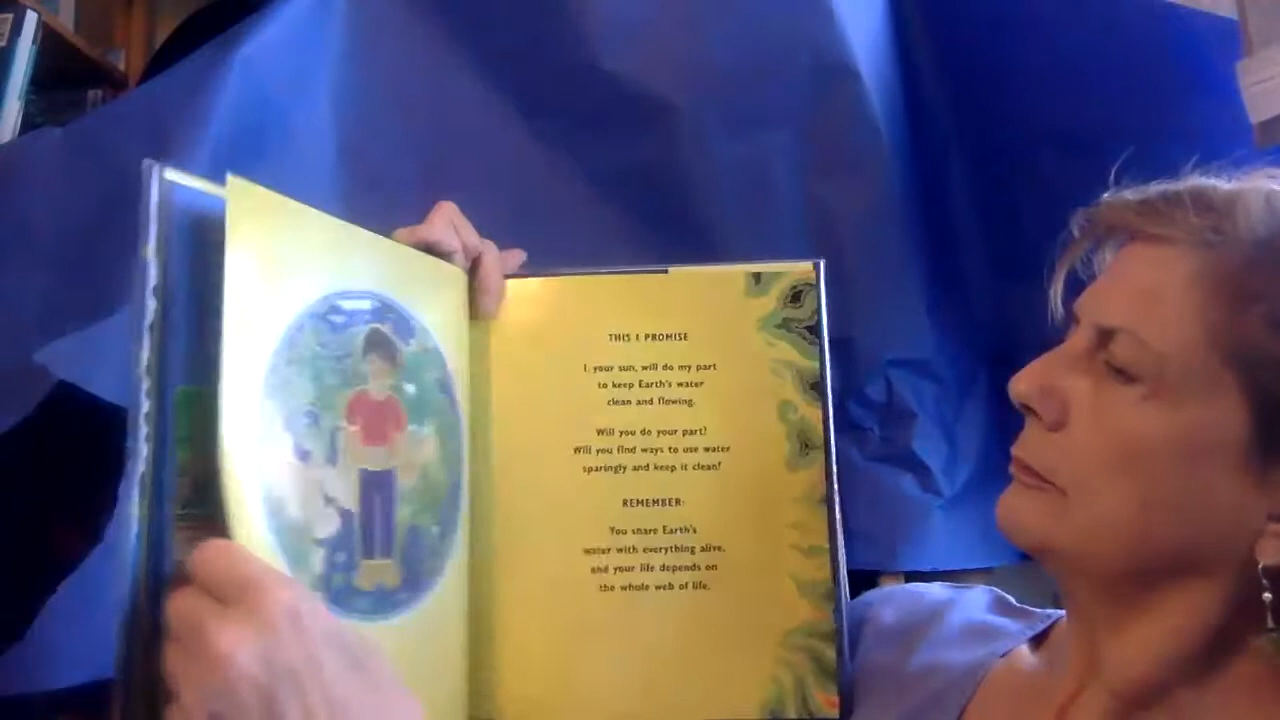 THIS I PROMISE
I, your sun, will do my part
to keep Earth's water
clean and flowing.
Will you do your part?
Will you find ways to use water
sparingly and keep it clean?
REMEMBER:
You share Earth's
water with everything alive,
and your life depends on
the whole web of life.